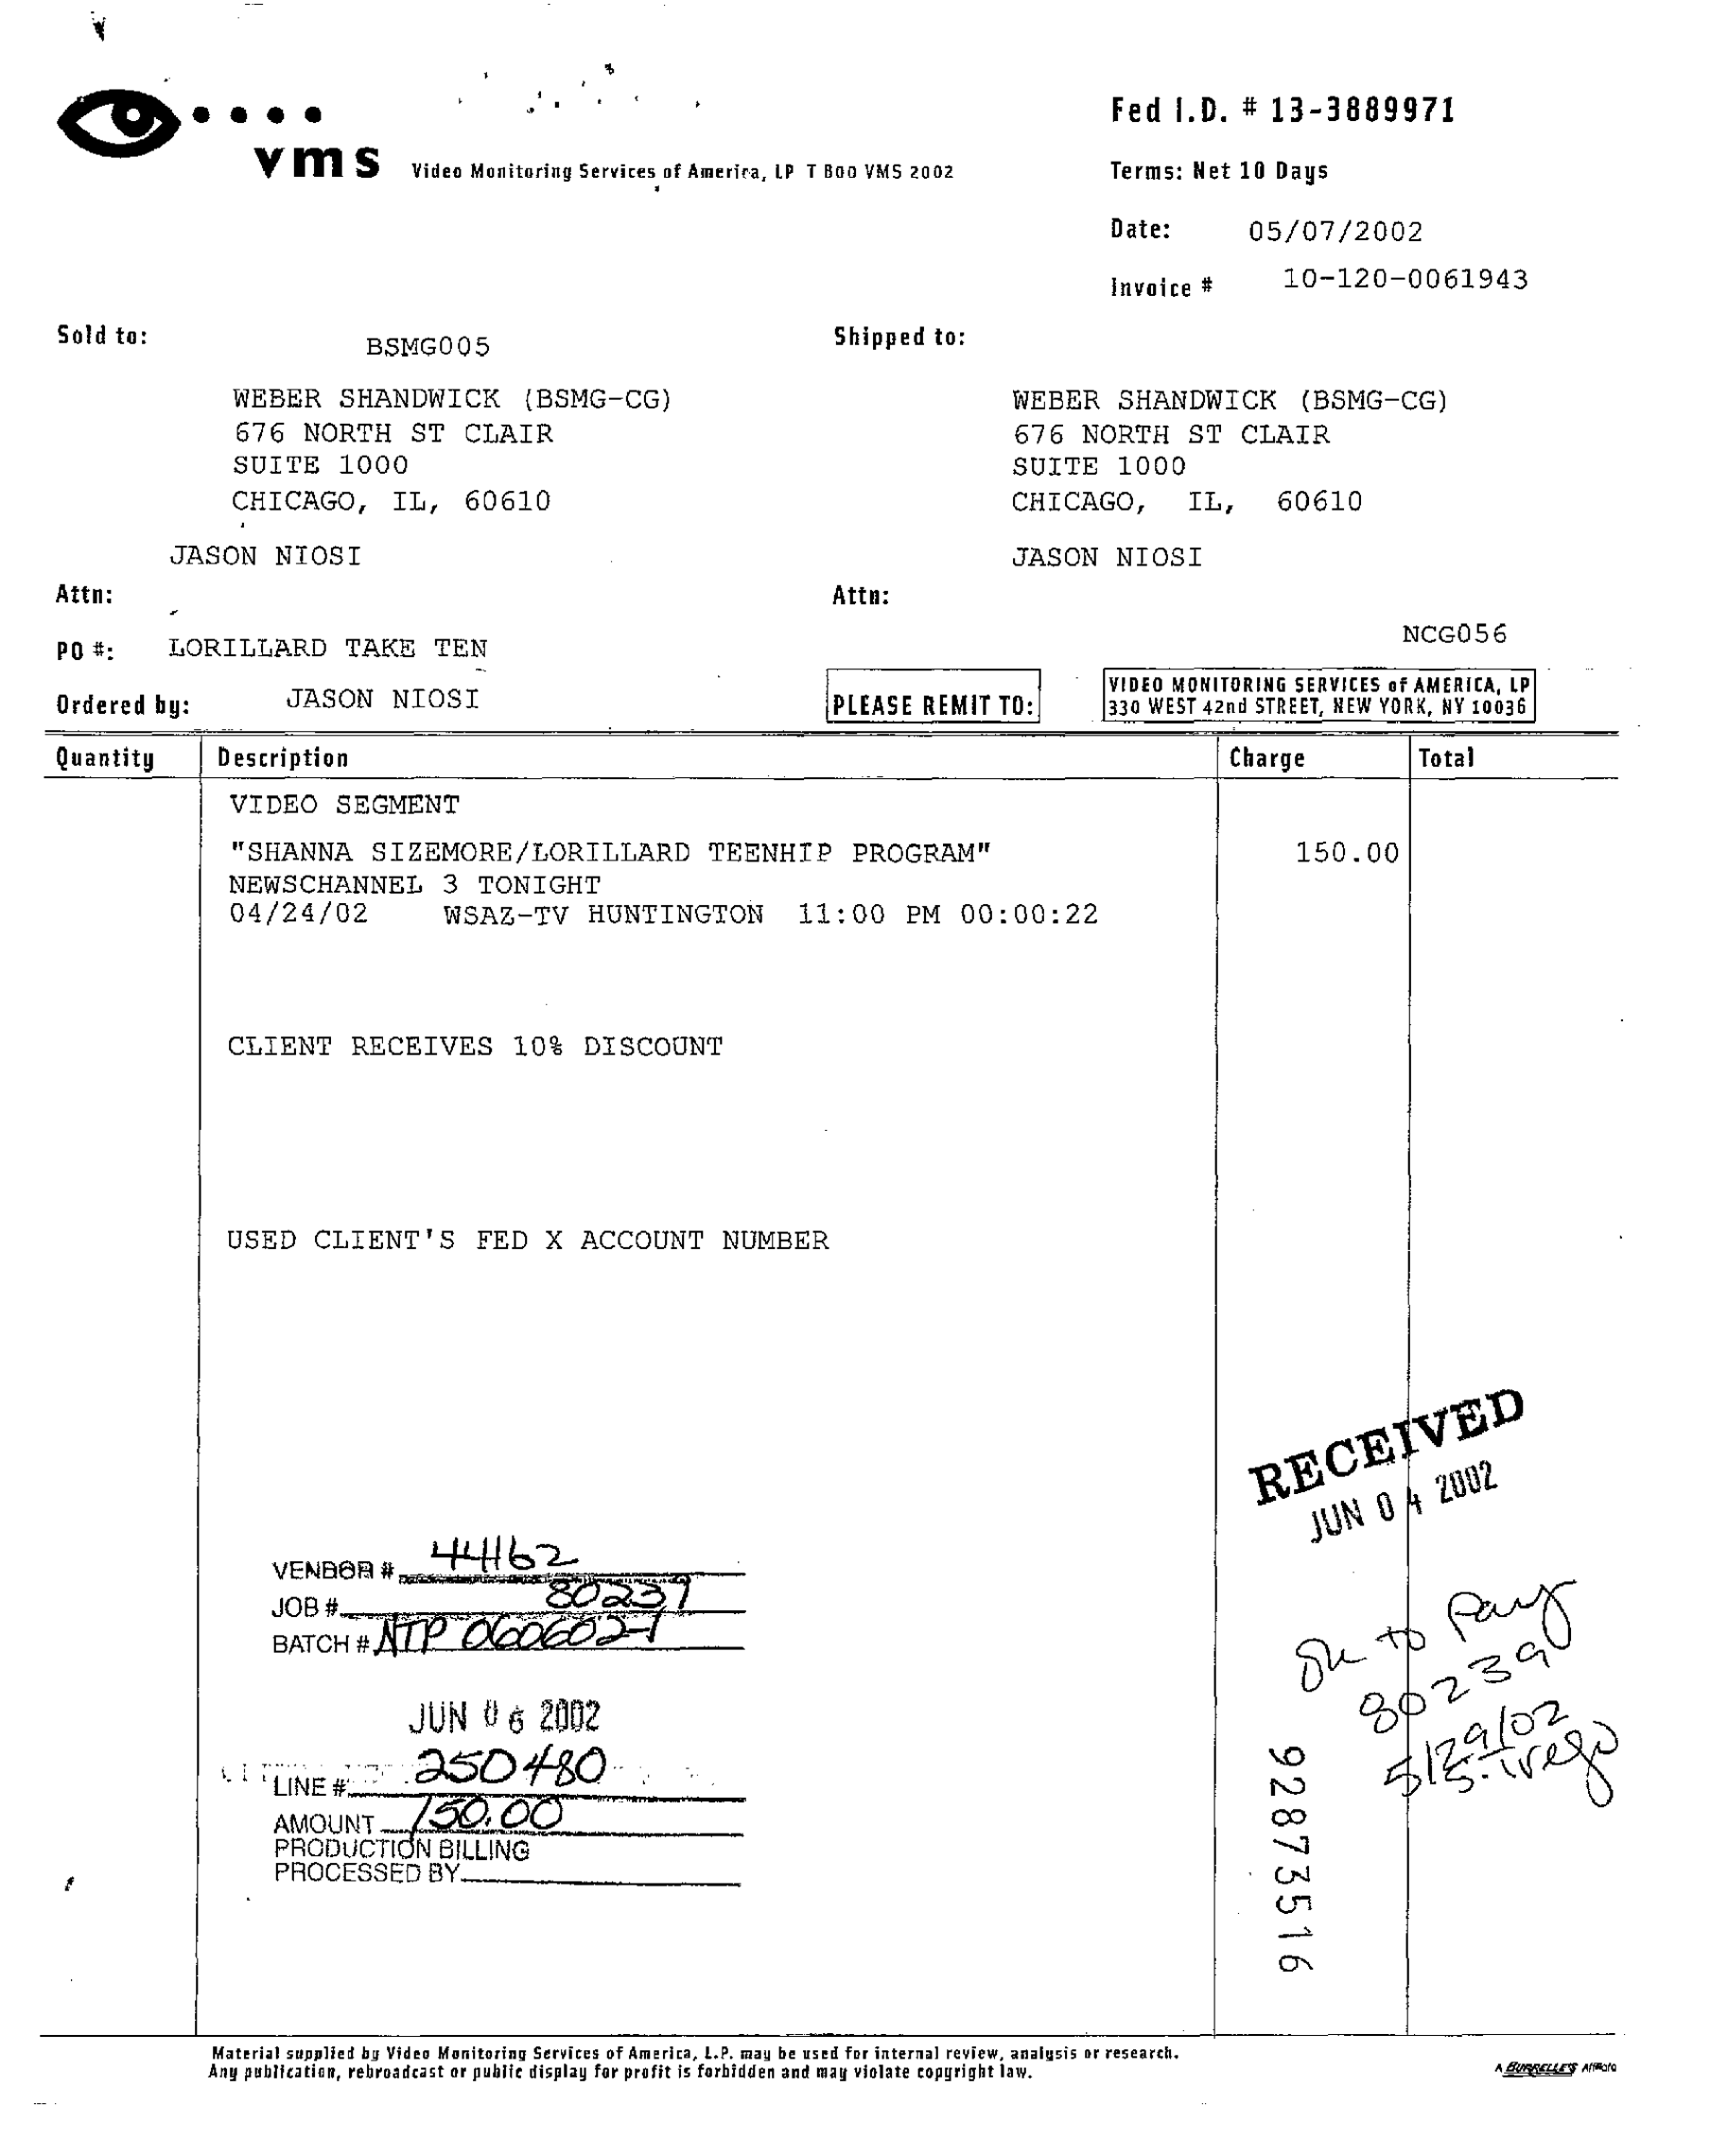 vms
Video Monitoring Services of America, LP T 800 VMS 2002
Fed I.D. # 13-3889971
Terms: Net 10 Days
Date: 05/07/2002
Invoice # 10-120-0061943
Sold to: BSMG005
WEBER SHANDWICK (BSMG-CG)
676 NORTH ST CLAIR
SUITE 1000
CHICAGO, IL, 60610
JASON NIOSI
Attn:
Shipped to:
WEBER SHANDWICK (BSMG-CG)
676 NORTH ST CLAIR
SUITE 1000
CHICAGO, IL, 60610
JASON NIOSI
Attn:
NCG056
PO #: LORILLARD TAKE TEN
Ordered by: JASON NIOSI
PLEASE REMIT TO:
VIDEO MONITORING SERVICES of AMERICA, LP
330 WEST 42nd STREET, NEW YORK, NY 10036
Quantity Description Charge Total
VIDEO SEGMENT
"SHANNA SIZEMORE/LORILLARD TEENHIP PROGRAM" 150.00
NEWSCHANNEL 3 TONIGHT
04/24/02 WSAZ-TV HUNTINGTON 11:00 PM 00:00:22
CLIENT RECEIVES 10% DISCOUNT
USED CLIENT'S FED X ACCOUNT NUMBER
RECEIVED
JUN 04 2002
VENDOR # 44162
JOB # 80239
BATCH # NTP 060602-1
JUN 06 2002
LINE # 250480
AMOUNT 150.00
PRODUCTION BILLING
PROCESSED BY
Ok to pay
80239
5/29/02
92873516
Material supplied by Video Monitoring Services of America, L.P. may be used for internal review, analysis or research.
Any publication, rebroadcast or public display for profit is forbidden and may violate copyright law.
A BURRELLE'S Affiliate